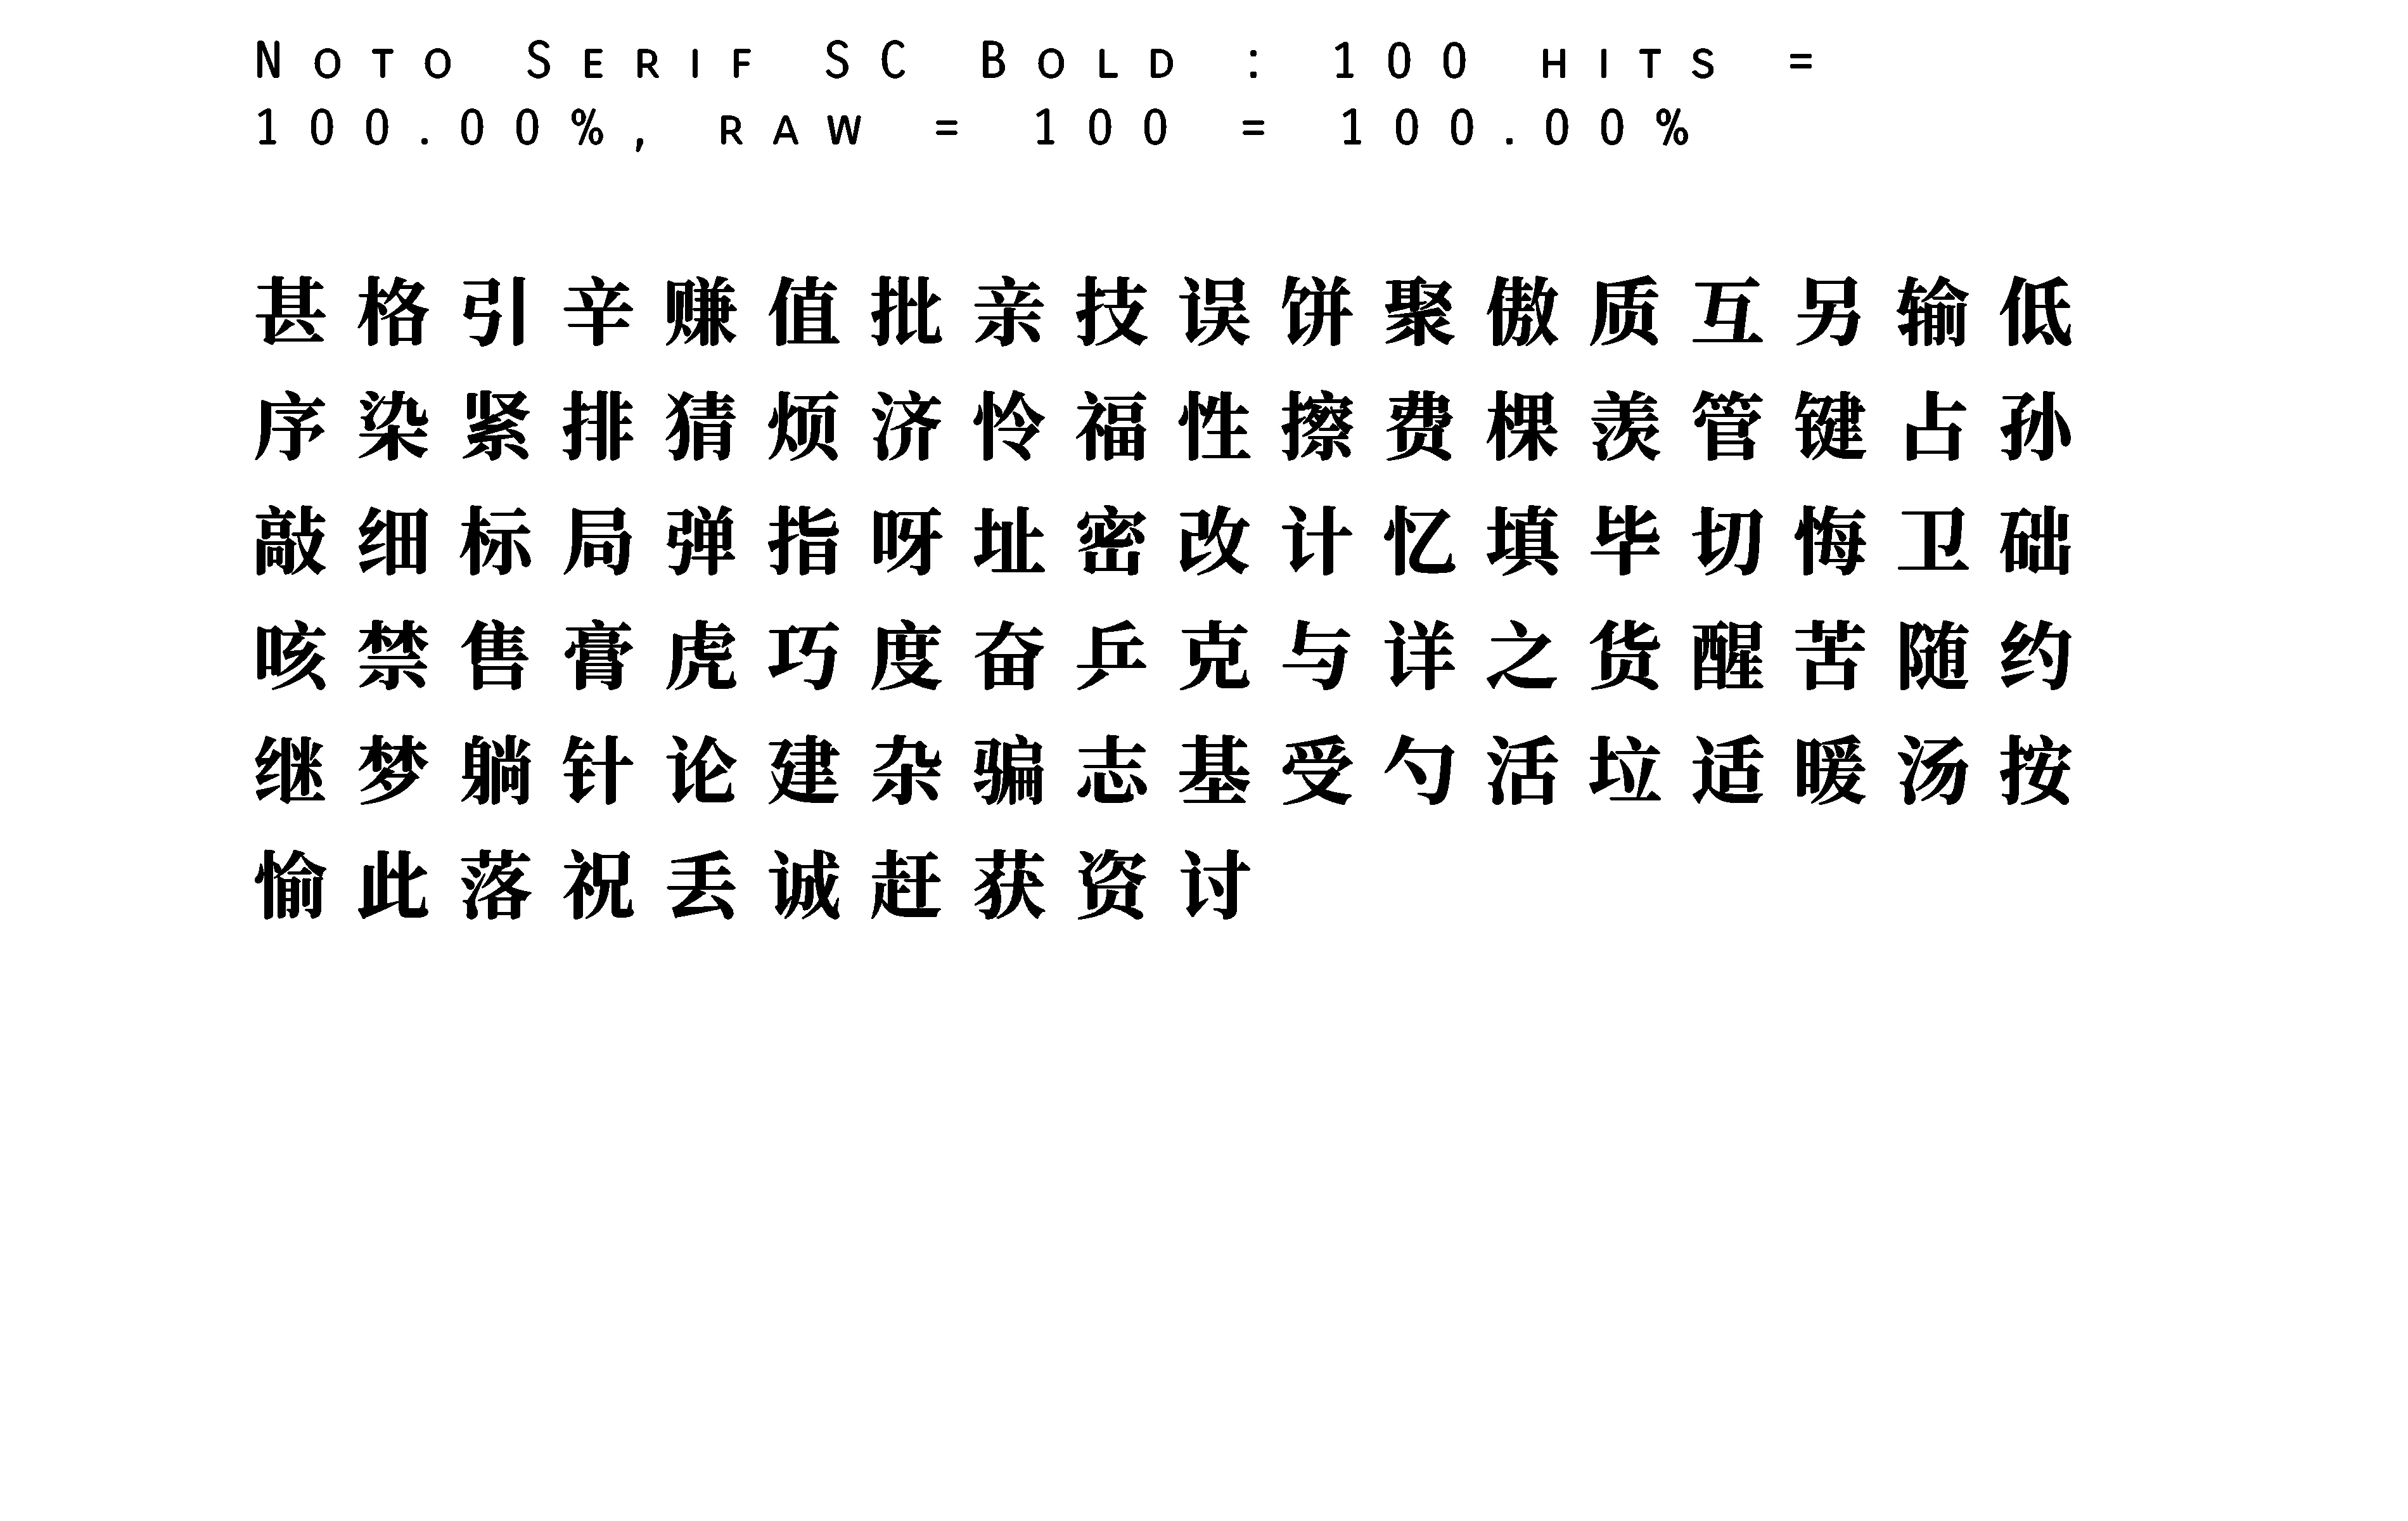 Noto Serif SC Bold : 100 hits =
100.00%, raw = 100 = 100.00%
甚格引辛赚值批亲技误饼聚傲质互另输低
序染紧排猜烦济怜福性擦费棵羡管键占孙
敲细标局弹指呀址密改计忆填毕切悔卫础
咳禁售膏虎巧度奋乒克与详之货醒苦随约
继梦躺针论建杂骗志基受勺活垃适暖汤按
愉此落祝丢诚赶获资讨